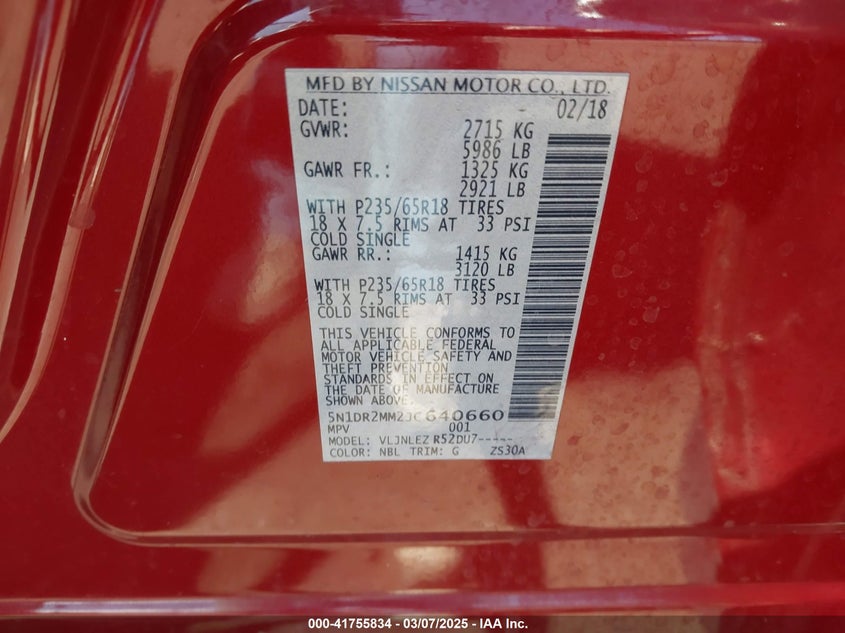 MFD BY NISSAN MOTOR CO., LTD.
DATE: 02/18
GVWR: 2715 KG
5986 LB
GAWR FR.: 1325 KG
2921 LB
WITH P235/65R18 TIRES
18 X 7.5 RIMS AT 33 PSI
COLD SINGLE
GAWR RR.: 1415 KG
3120 LB
WITH P235/65R18 TIRES
18 X 7.5 RIMS AT 33 PSI
COLD SINGLE
THIS VEHICLE CONFORMS TO
ALL APPLICABLE FEDERAL
MOTOR VEHICLE SAFETY AND
THEFT PREVENTION
STANDARDS IN EFFECT ON
THE DATE OF MANUFACTURE
SHOWN ABOVE.
5N1DR2MM2JC640660
MPV 001
MODEL: VLJNLEZ R52DU7-----
COLOR: NBL TRIM: G ZS30A
000-41755834 - 03/07/2025 - IAA Inc.